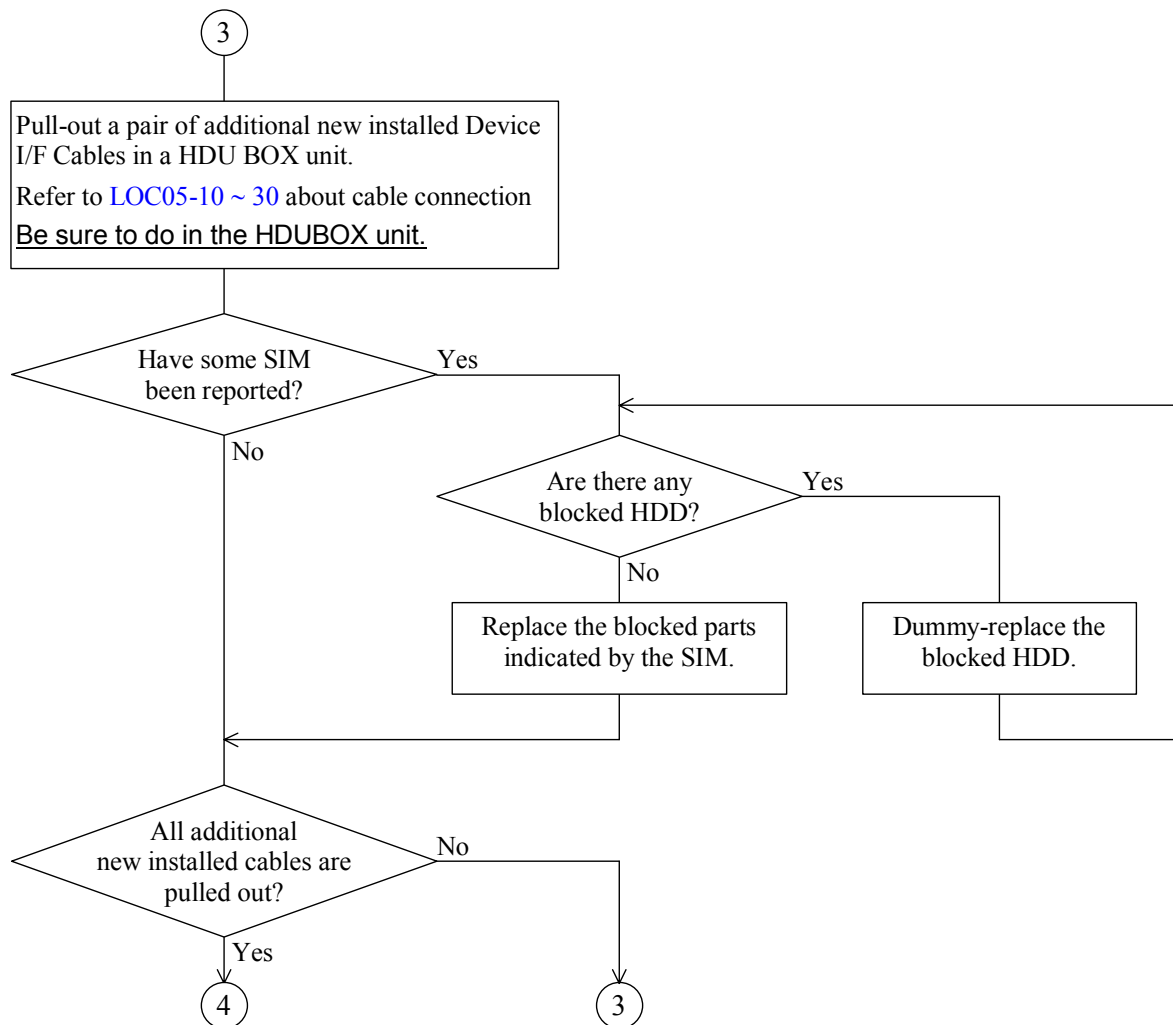 3
Pull-out a pair of additional new installed Device
I/F Cables in a HDU BOX unit.
Refer to LOC05-10 ~ 30 about cable connection
Be sure to do in the HDUBOX unit.
Have some SIM
been reported?
Yes
No
Are there any
blocked HDD?
Yes
No
Replace the blocked parts
indicated by the SIM.
Dummy-replace the
blocked HDD.
All additional
new installed cables are
pulled out?
No
Yes
4
3